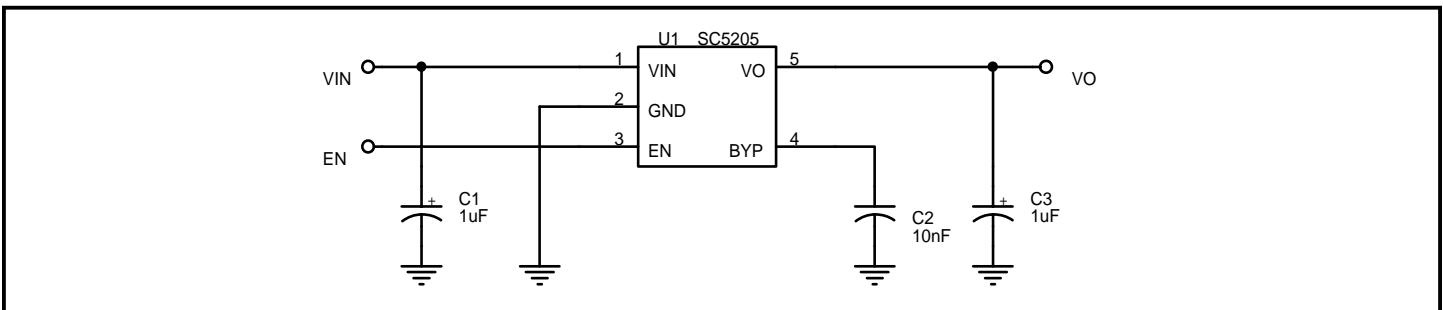 U1 SC5205
1
VIN
VO
5
VIN
VO
2
GND
3
EN
BYP
4
EN
+
C1
1uF
C2
10nF
+
C3
1uF